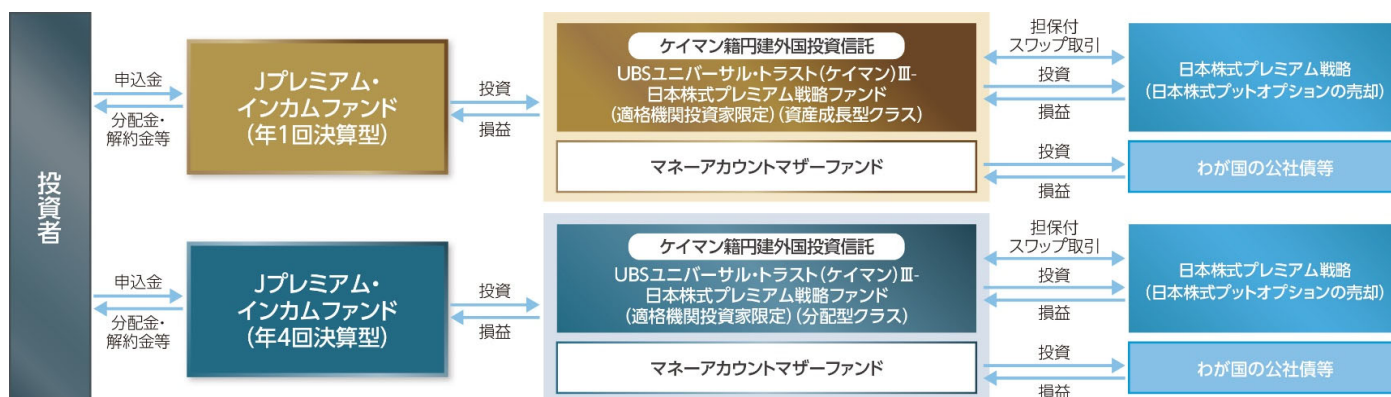 投資者
申込金
分配金・
解約金等
Jプレミアム・
インカムファンド
(年1回決算型)
投資
損益
ケイマン籍円建外国投資信託
UBSユニバーサル・トラスト(ケイマン)Ⅲ-
日本株式プレミアム戦略ファンド
(適格機関投資家限定)(資産成長型クラス)
マネーアカウントマザーファンド
担保付
スワップ取引
投資
損益
投資
損益
日本株式プレミアム戦略
(日本株式プットオプションの売却)
わが国の公社債等
申込金
分配金・
解約金等
Jプレミアム・
インカムファンド
(年4回決算型)
投資
損益
ケイマン籍円建外国投資信託
UBSユニバーサル・トラスト(ケイマン)Ⅲ-
日本株式プレミアム戦略ファンド
(適格機関投資家限定)(分配型クラス)
マネーアカウントマザーファンド
担保付
スワップ取引
投資
損益
投資
損益
日本株式プレミアム戦略
(日本株式プットオプションの売却)
わが国の公社債等